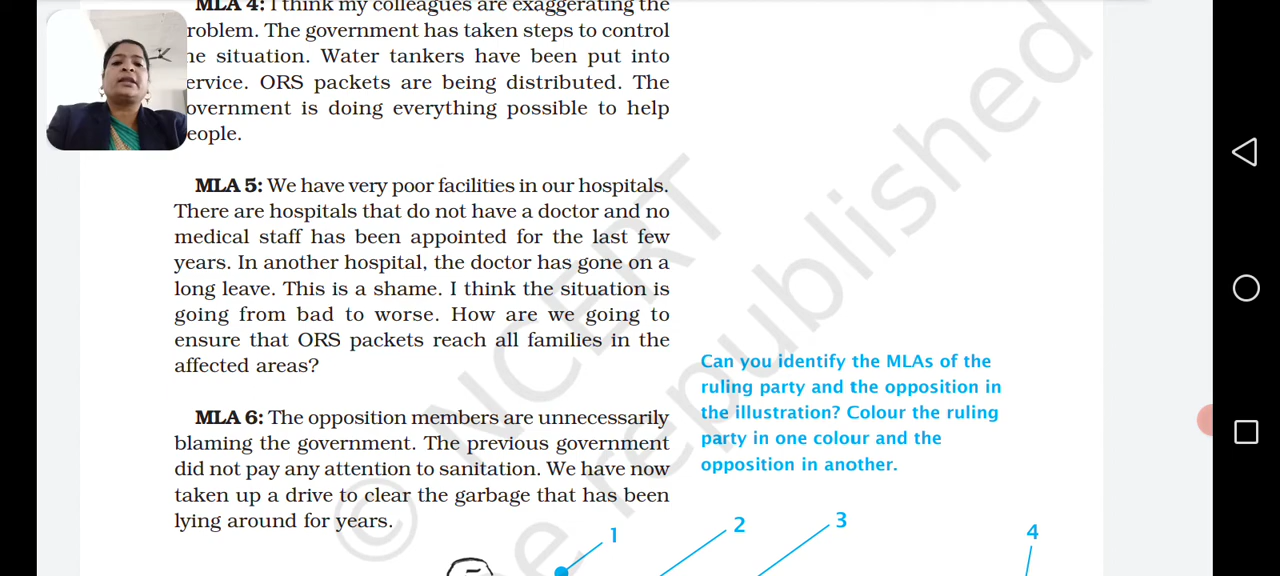 MLA 4: I think my colleagues are exaggerating the
roblem. The government has taken steps to control
he situation. Water tankers have been put into
ervice. ORS packets are being distributed. The
overnment is doing everything possible to help
eople.
MLA 5: We have very poor facilities in our hospitals.
There are hospitals that do not have a doctor and no
medical staff has been appointed for the last few
years. In another hospital, the doctor has gone on a
long leave. This is a shame. I think the situation is
going from bad to worse. How are we going to
ensure that ORS packets reach all families in the
affected areas?
MLA 6: The opposition members are unnecessarily
blaming the government. The previous government
did not pay any attention to sanitation. We have now
taken up a drive to clear the garbage that has been
lying around for years.
Can you identify the MLAs of the
ruling party and the opposition in
the illustration? Colour the ruling
party in one colour and the
opposition in another.
1
2
3
4
© NCERT
e republished